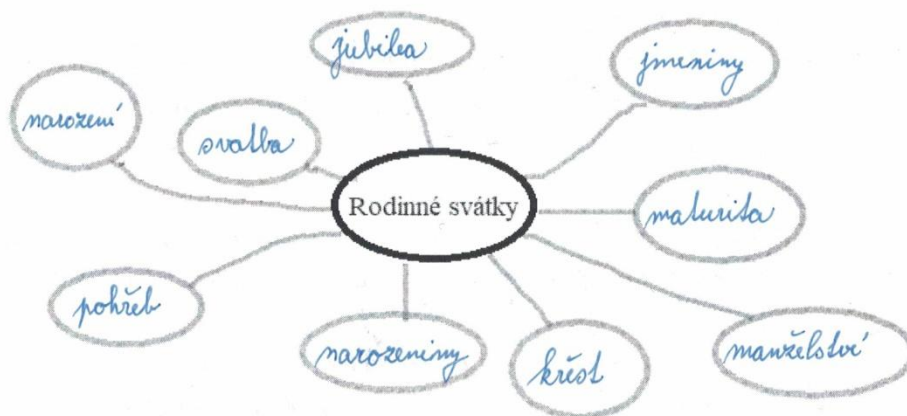 jubilea
jmeniny
narození
svatba
Rodinné svátky
maturita
pohřeb
narozeniny
křest
manželství